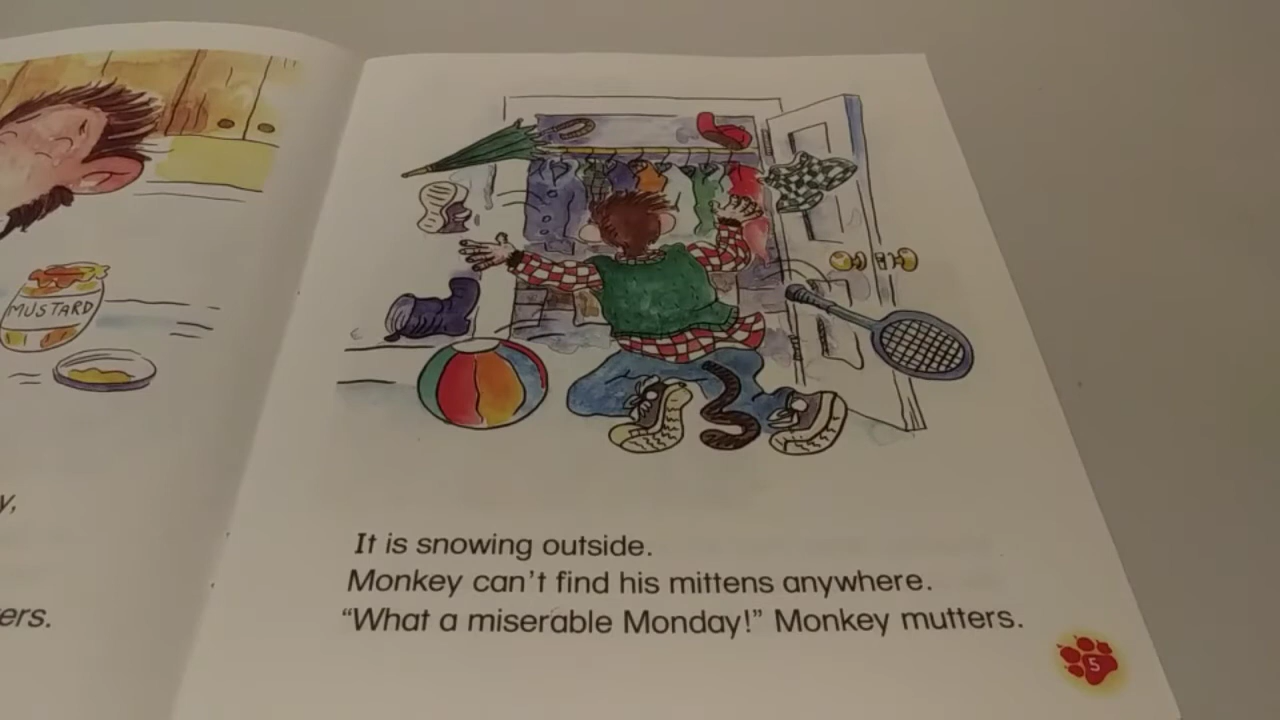 MUSTARD
y,
ers.
It is snowing outside.
Monkey can't find his mittens anywhere.
“What a miserable Monday!” Monkey mutters.
5